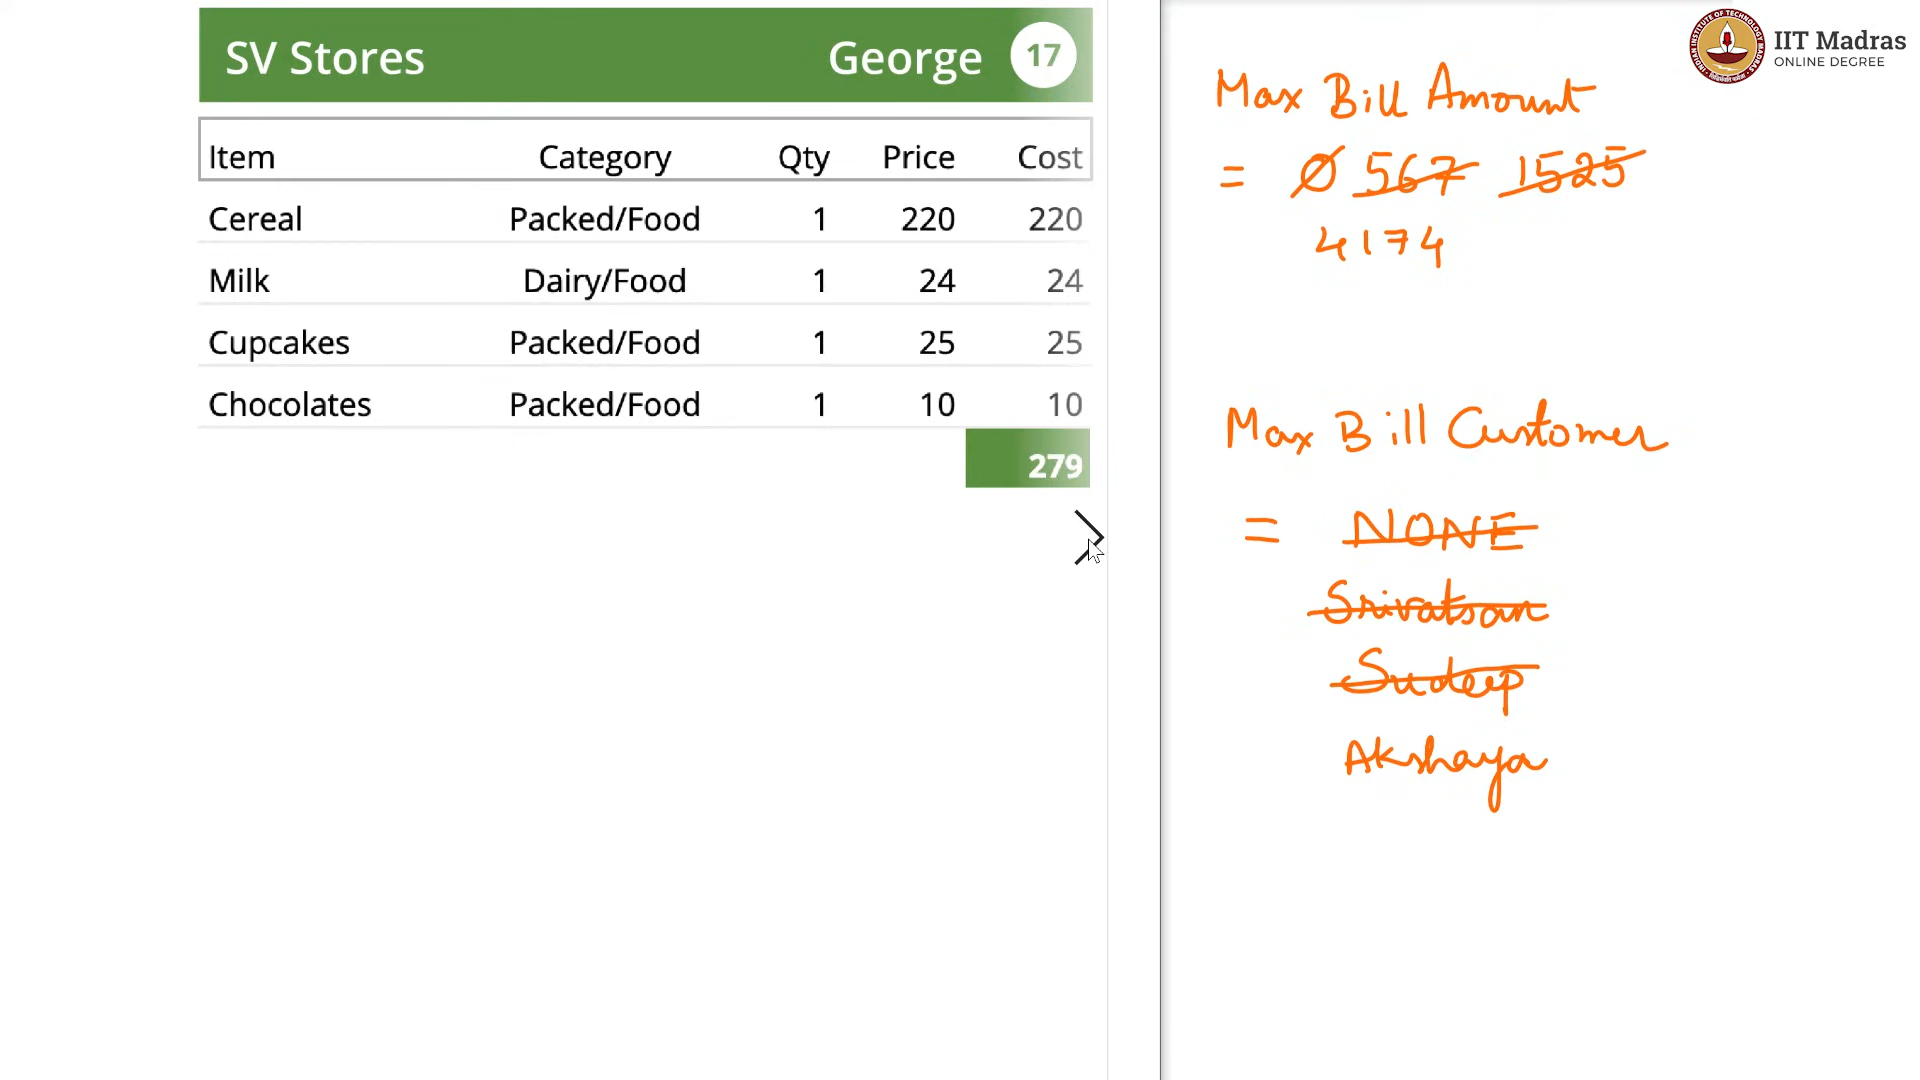 SV Stores George 17
Item Category Qty Price Cost
Cereal Packed/Food 1 220 220
Milk Dairy/Food 1 24 24
Cupcakes Packed/Food 1 25 25
Chocolates Packed/Food 1 10 10
279
IIT Madras
ONLINE DEGREE
Max Bill Amount
= 0 567 1525
4174
Max Bill Customer
= NONE
Srivatsan
Sudeep
Akshaya